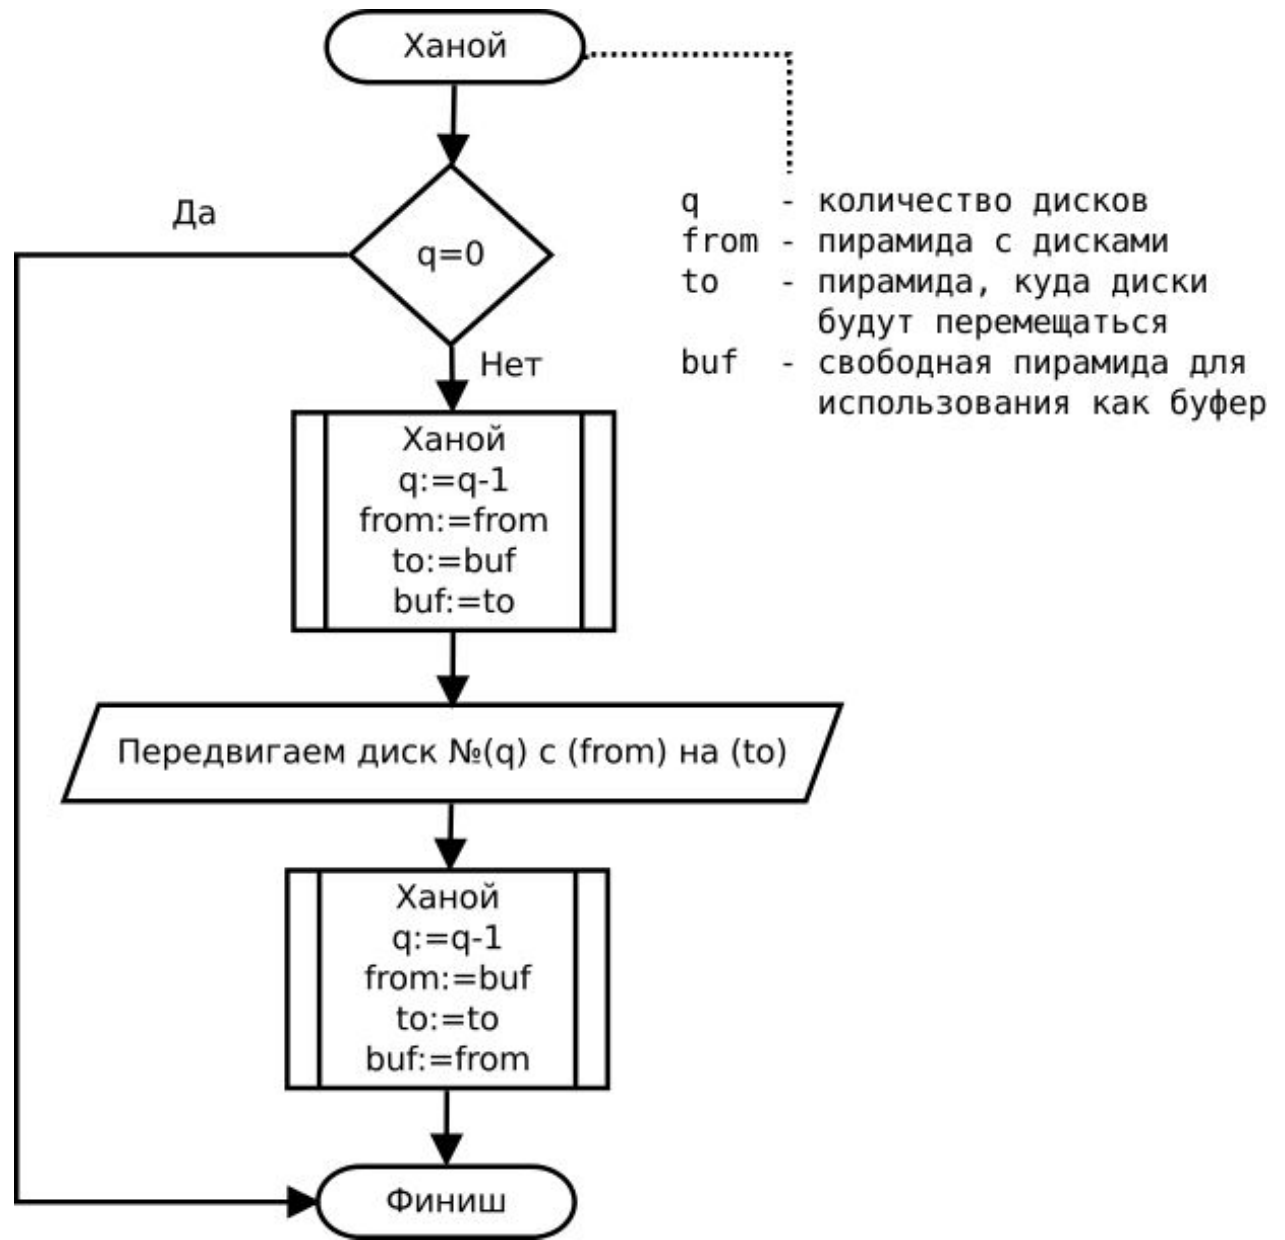 Ханой
Да
q=0
q - количество дисков
from - пирамида с дисками
to - пирамида, куда диски
будут перемещаться
buf - свободная пирамида для
использования как буфер
Нет
Ханой
q:=q-1
from:=from
to:=buf
buf:=to
Передвигаем диск №(q) с (from) на (to)
Ханой
q:=q-1
from:=buf
to:=to
buf:=from
Финиш